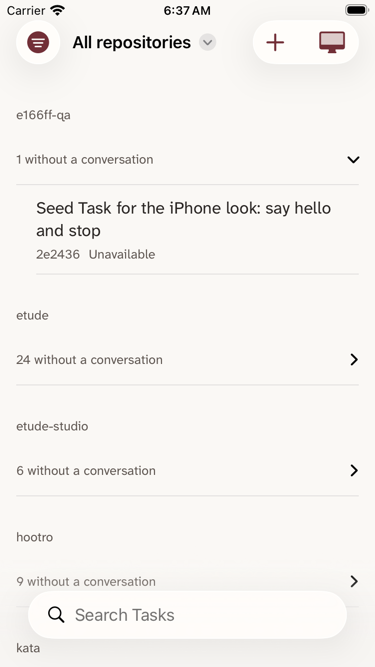 Carrier 6:37 AM
All repositories
e166ff-qa
1 without a conversation
Seed Task for the iPhone look: say hello
and stop
2e2436 Unavailable
etude
24 without a conversation
etude-studio
6 without a conversation
hootro
9 without a conversation
Search Tasks
kata